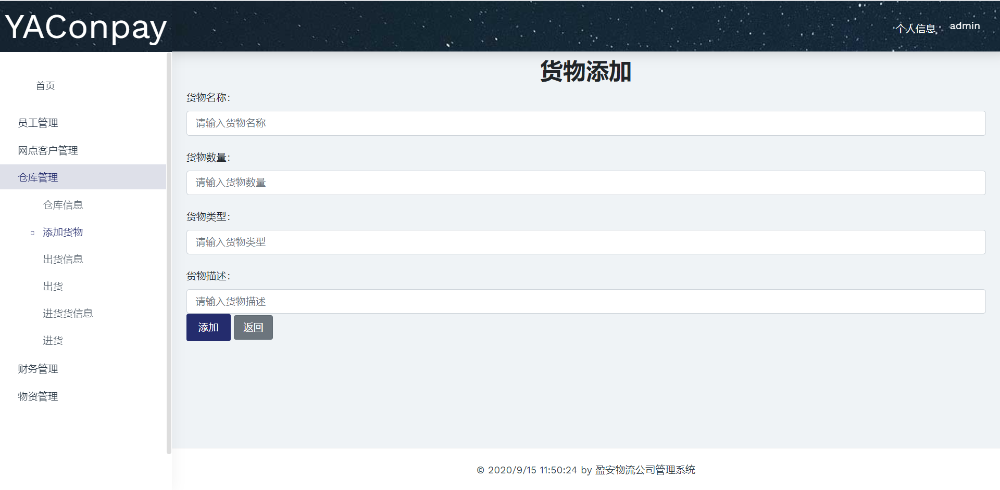 YAConpay
个人信息
admin
首页
员工管理
网点客户管理
仓库管理
仓库信息
添加货物
出货信息
出货
进货货信息
进货
财务管理
物资管理
货物添加
货物名称:
请输入货物名称
货物数量:
请输入货物数量
货物类型:
请输入货物类型
货物描述:
请输入货物描述
添加 返回
© 2020/9/15 11:50:24 by 盈安物流公司管理系统